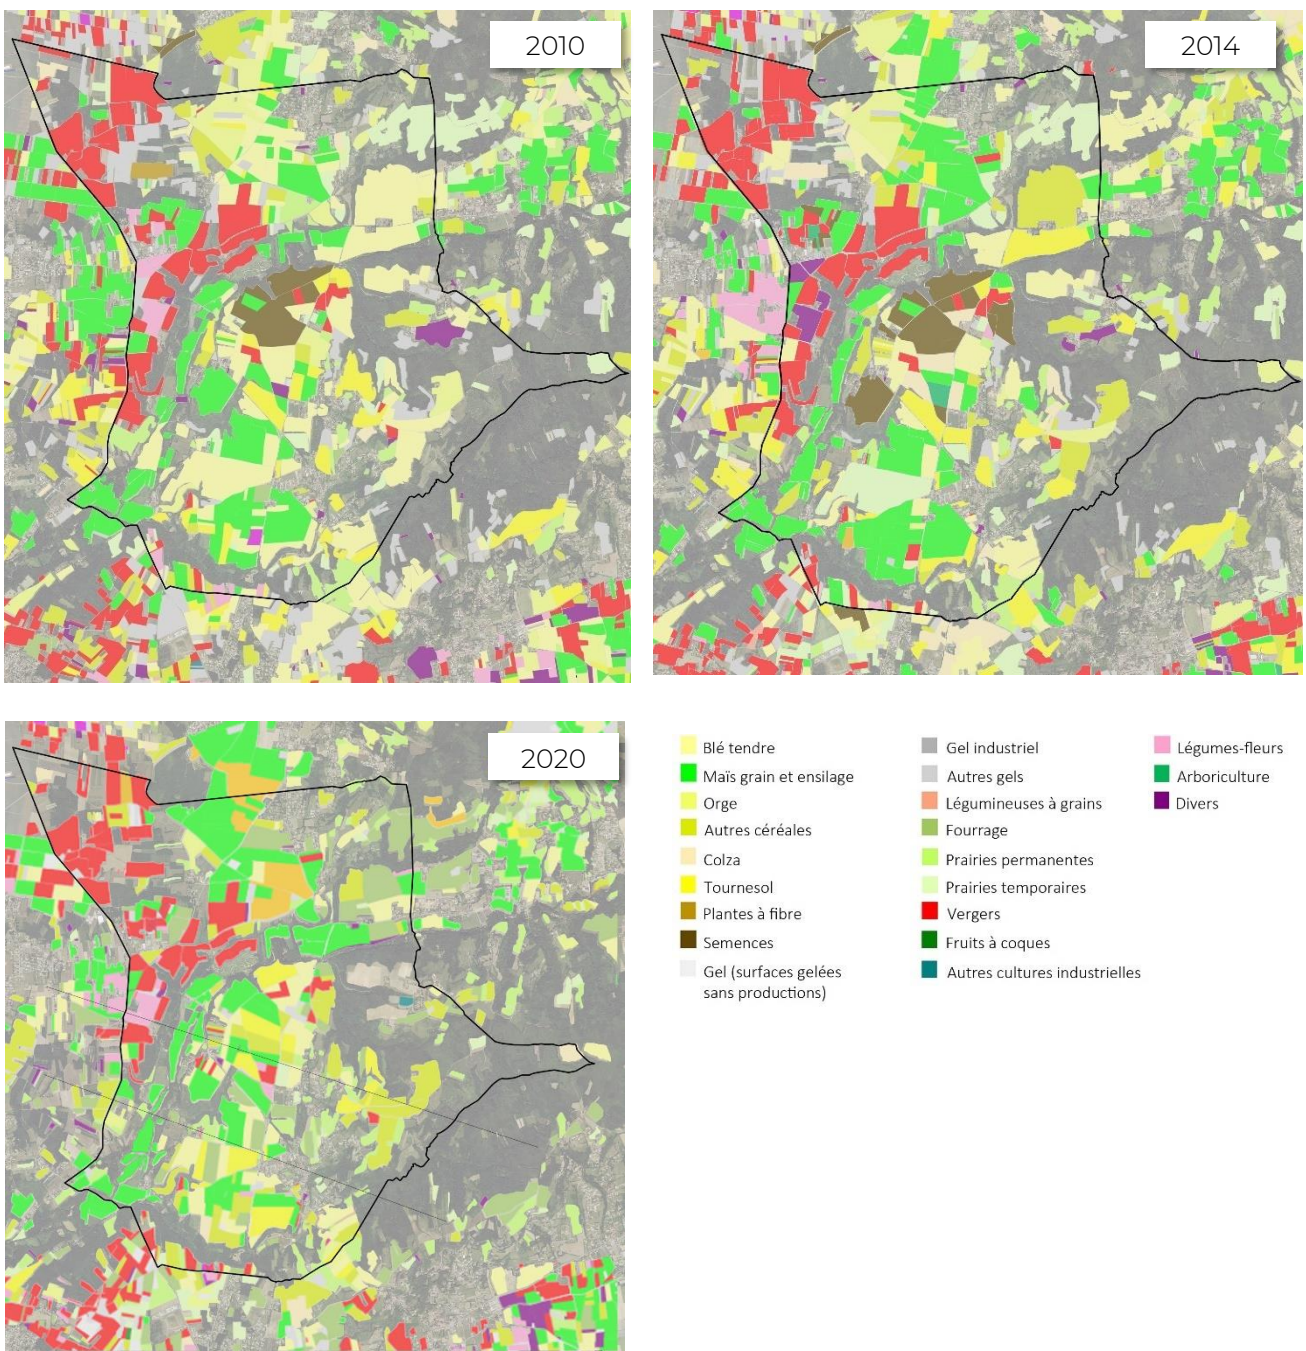 2010
2014
2020
Blé tendre
Maïs grain et ensilage
Orge
Autres céréales
Colza
Tournesol
Plantes à fibre
Semences
Gel (surfaces gelées
sans productions)
Gel industriel
Autres gels
Légumineuses à grains
Fourrage
Prairies permanentes
Prairies temporaires
Vergers
Fruits à coques
Autres cultures industrielles
Légumes-fleurs
Arboriculture
Divers